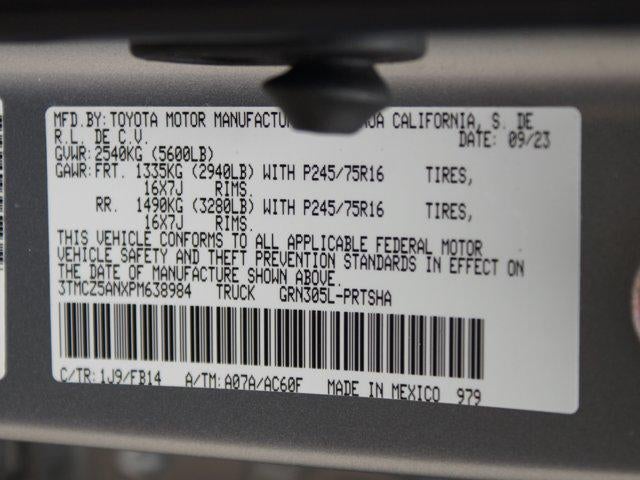 MFD.BY: TOYOTA MOTOR MANUFACTUR CALIFORNIA, S. DE
R.L. DE C.V. DATE: 09/23
GVWR: 2540KG (5600LB)
GAWR: FRT. 1335KG (2940LB) WITH P245/75R16 TIRES,
16X7J RIMS.
RR. 1490KG (3280LB) WITH P245/75R16 TIRES,
16X7J RIMS.
THIS VEHICLE CONFORMS TO ALL APPLICABLE FEDERAL MOTOR
VEHICLE SAFETY AND THEFT PREVENTION STANDARDS IN EFFECT ON
THE DATE OF MANUFACTURE SHOWN ABOVE.
3TMCZ5ANXPM638984 TRUCK GRN305L-PRTSHA
C/TR: 1J9/FB14 A/TM: A07A/AC60F MADE IN MEXICO 979